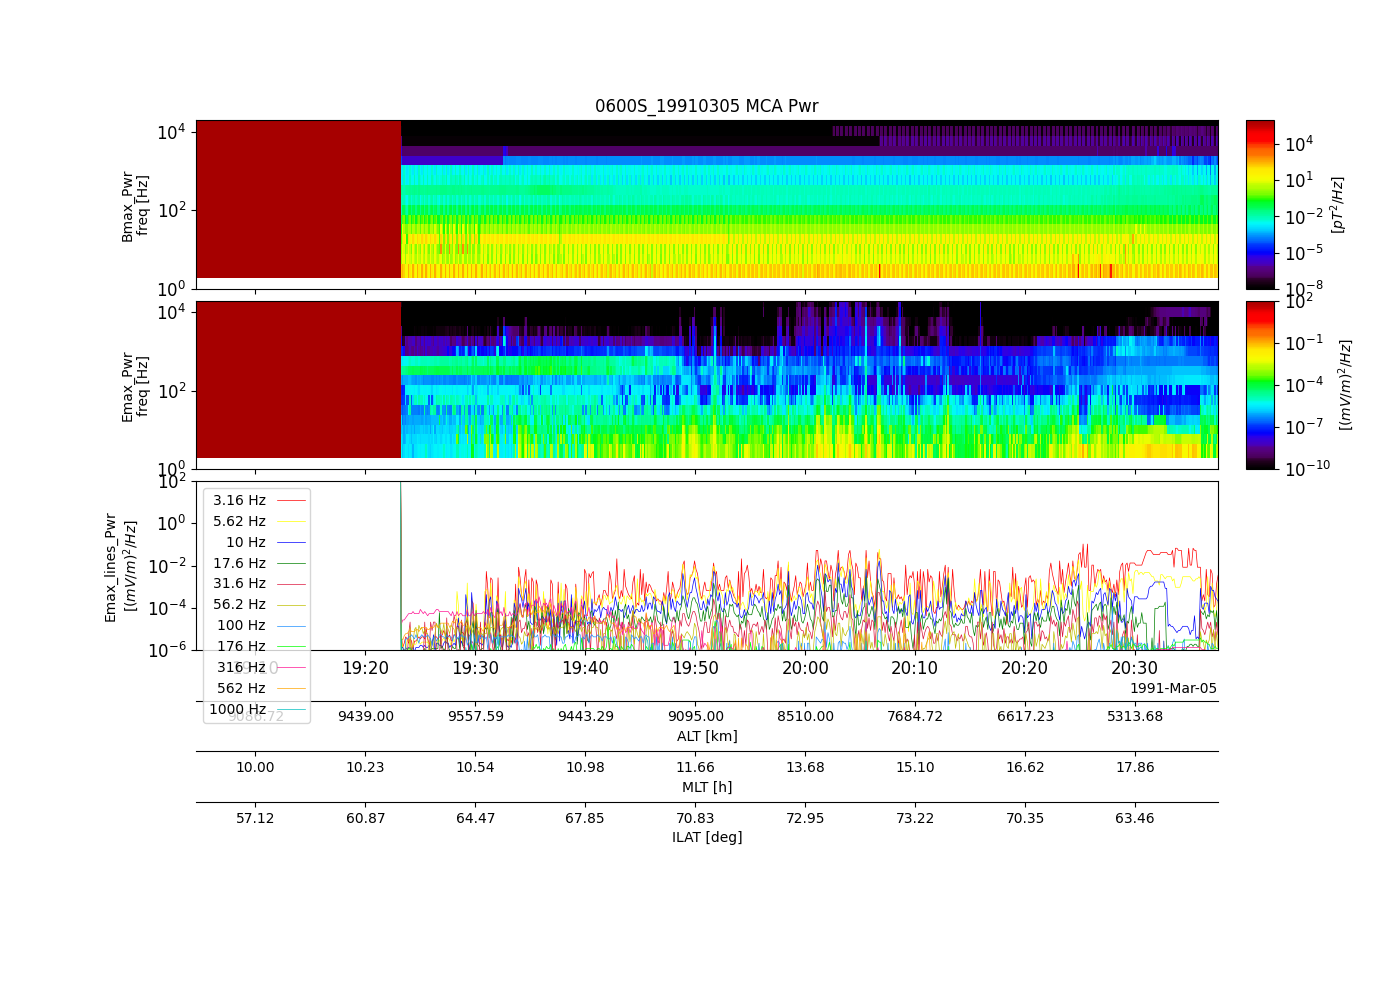 0600S_19910305 MCA Pwr
Bmax_Pwr
freq [Hz]
10^4
10^2
10^0
10^4
10^1
10^-2
10^-5
10^-8
[pT^2/Hz]
Emax_Pwr
freq [Hz]
10^4
10^2
10^0
10^2
10^-1
10^-4
10^-7
10^-10
[(mV/m)^2/Hz]
Emax_lines_Pwr
[(mV/m)^2/Hz]
10^2
10^0
10^-2
10^-4
10^-6
3.16 Hz
5.62 Hz
10 Hz
17.6 Hz
31.6 Hz
56.2 Hz
100 Hz
176 Hz
316 Hz
562 Hz
1000 Hz
19:10 19:20 19:30 19:40 19:50 20:00 20:10 20:20 20:30
1991-Mar-05
9086.72 9439.00 9557.59 9443.29 9095.00 8510.00 7684.72 6617.23 5313.68
ALT [km]
10.00 10.23 10.54 10.98 11.66 13.68 15.10 16.62 17.86
MLT [h]
57.12 60.87 64.47 67.85 70.83 72.95 73.22 70.35 63.46
ILAT [deg]